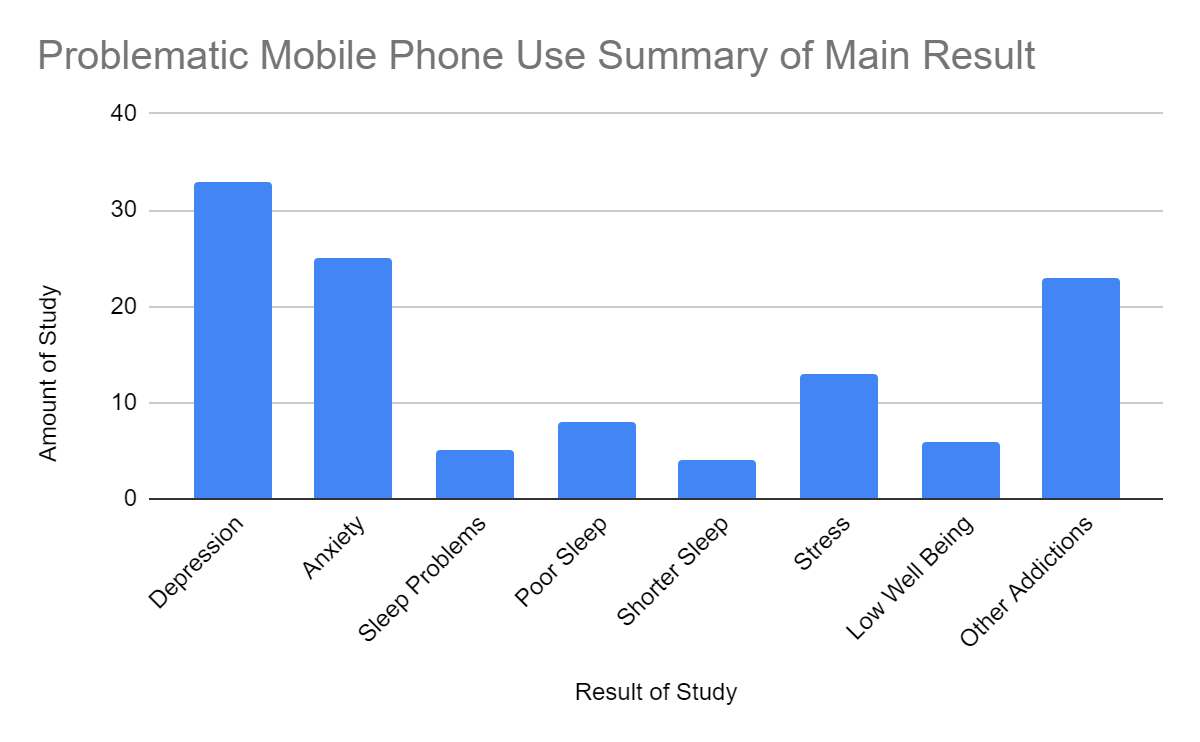 Problematic Mobile Phone Use Summary of Main Result
40
30
20
10
0
Amount of Study
Depression
Anxiety
Sleep Problems
Poor Sleep
Shorter Sleep
Stress
Low Well Being
Other Addictions
Result of Study